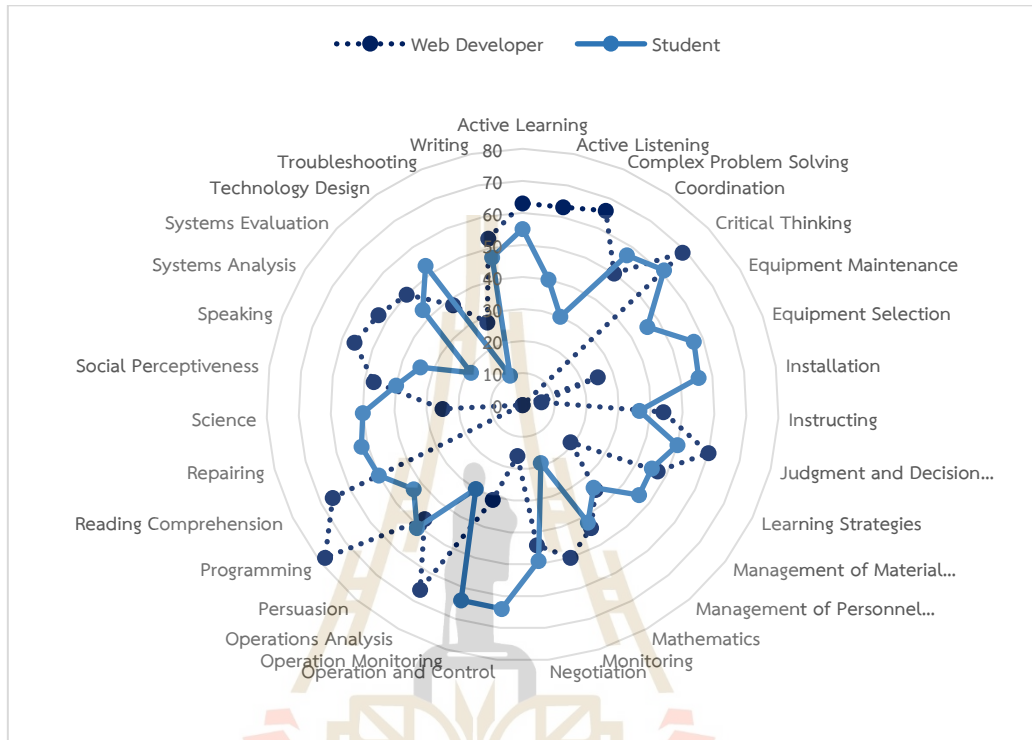 Web Developer
Student
Active Learning
Active Listening
Complex Problem Solving
Coordination
Critical Thinking
Equipment Maintenance
Equipment Selection
Installation
Instructing
Judgment and Decision...
Learning Strategies
Management of Material...
Management of Personnel...
Mathematics
Monitoring
Negotiation
Operation and Control
Operation Monitoring
Operations Analysis
Persuasion
Programming
Reading Comprehension
Repairing
Science
Social Perceptiveness
Speaking
Systems Analysis
Systems Evaluation
Technology Design
Troubleshooting
Writing
80
70
60
50
40
30
20
10
0